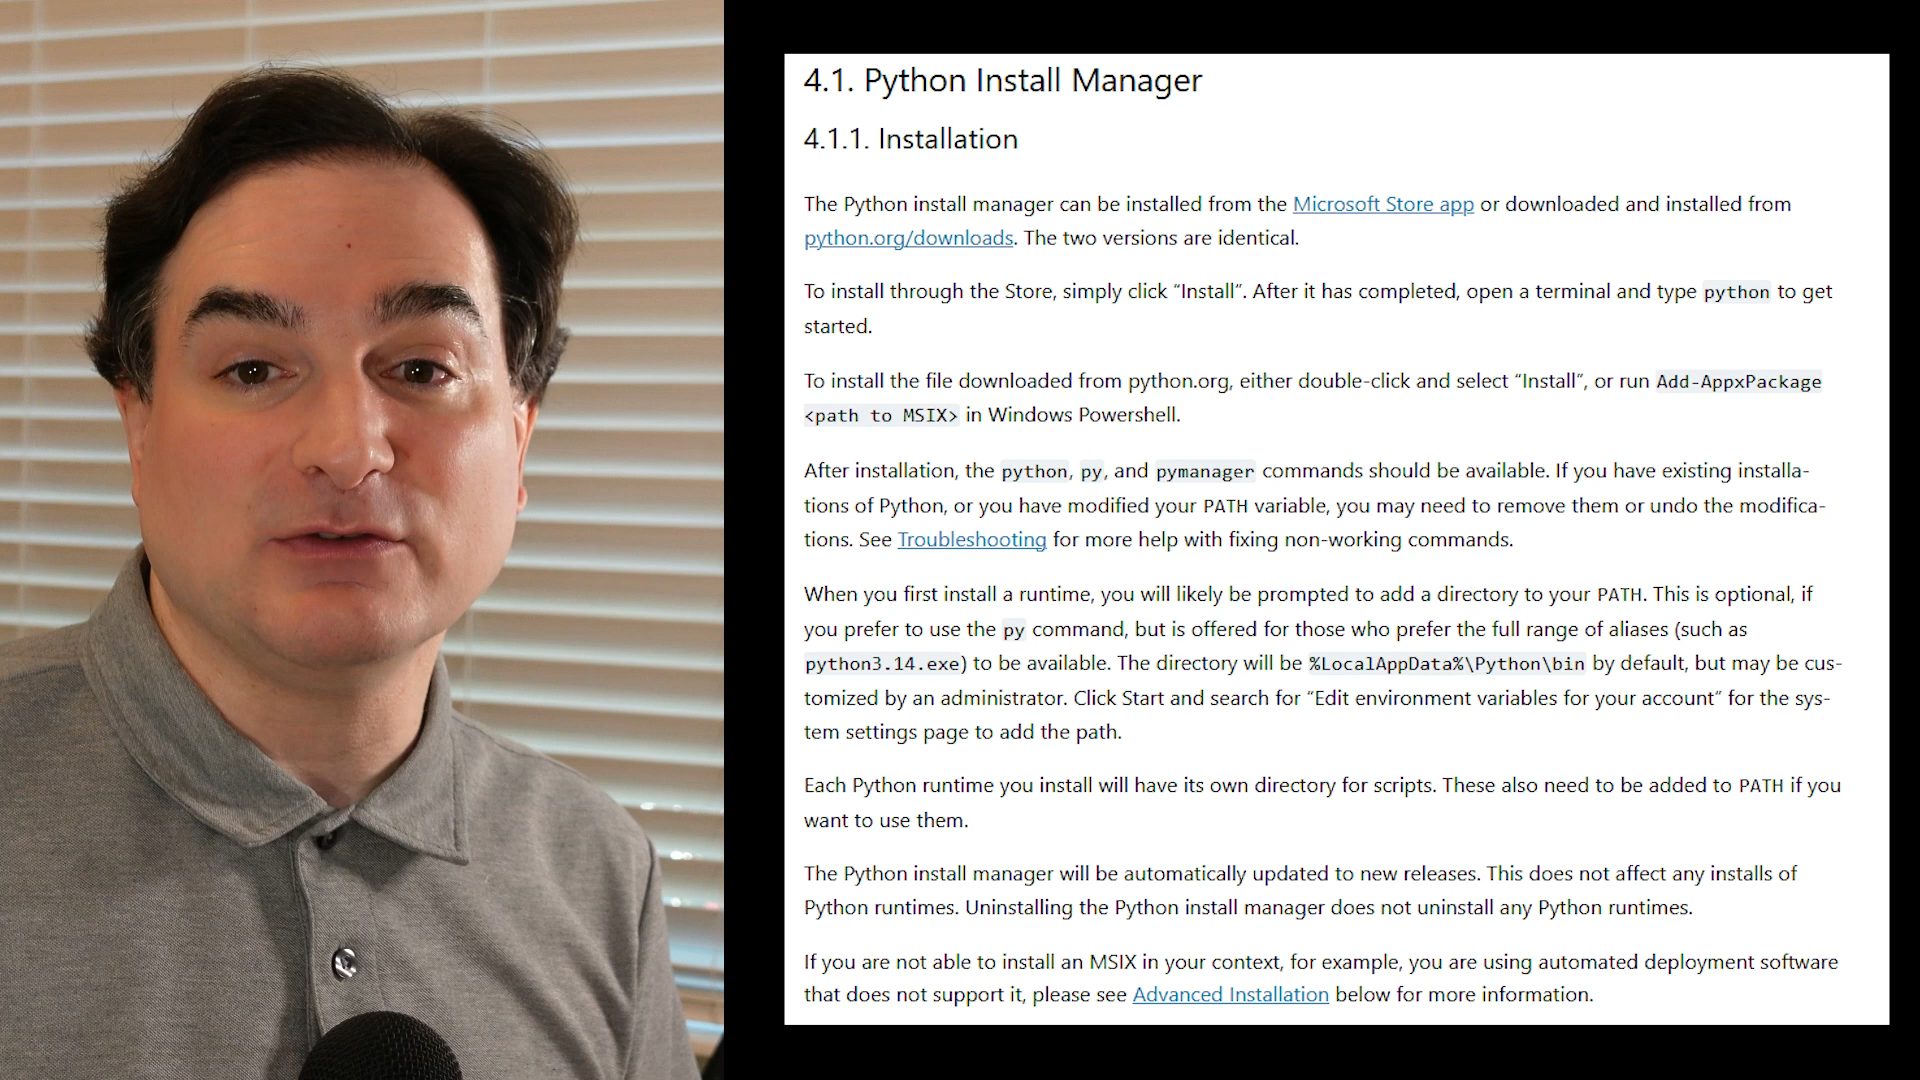 4.1. Python Install Manager
4.1.1. Installation
The Python install manager can be installed from the Microsoft Store app or downloaded and installed from
python.org/downloads. The two versions are identical.
To install through the Store, simply click “Install”. After it has completed, open a terminal and type python to get
started.
To install the file downloaded from python.org, either double-click and select “Install”, or run Add-AppxPackage
<path to MSIX> in Windows Powershell.
After installation, the python, py, and pymanager commands should be available. If you have existing installa-
tions of Python, or you have modified your PATH variable, you may need to remove them or undo the modifica-
tions. See Troubleshooting for more help with fixing non-working commands.
When you first install a runtime, you will likely be prompted to add a directory to your PATH. This is optional, if
you prefer to use the py command, but is offered for those who prefer the full range of aliases (such as
python3.14.exe) to be available. The directory will be %LocalAppData%\Python\bin by default, but may be cus-
tomized by an administrator. Click Start and search for “Edit environment variables for your account” for the sys-
tem settings page to add the path.
Each Python runtime you install will have its own directory for scripts. These also need to be added to PATH if you
want to use them.
The Python install manager will be automatically updated to new releases. This does not affect any installs of
Python runtimes. Uninstalling the Python install manager does not uninstall any Python runtimes.
If you are not able to install an MSIX in your context, for example, you are using automated deployment software
that does not support it, please see Advanced Installation below for more information.